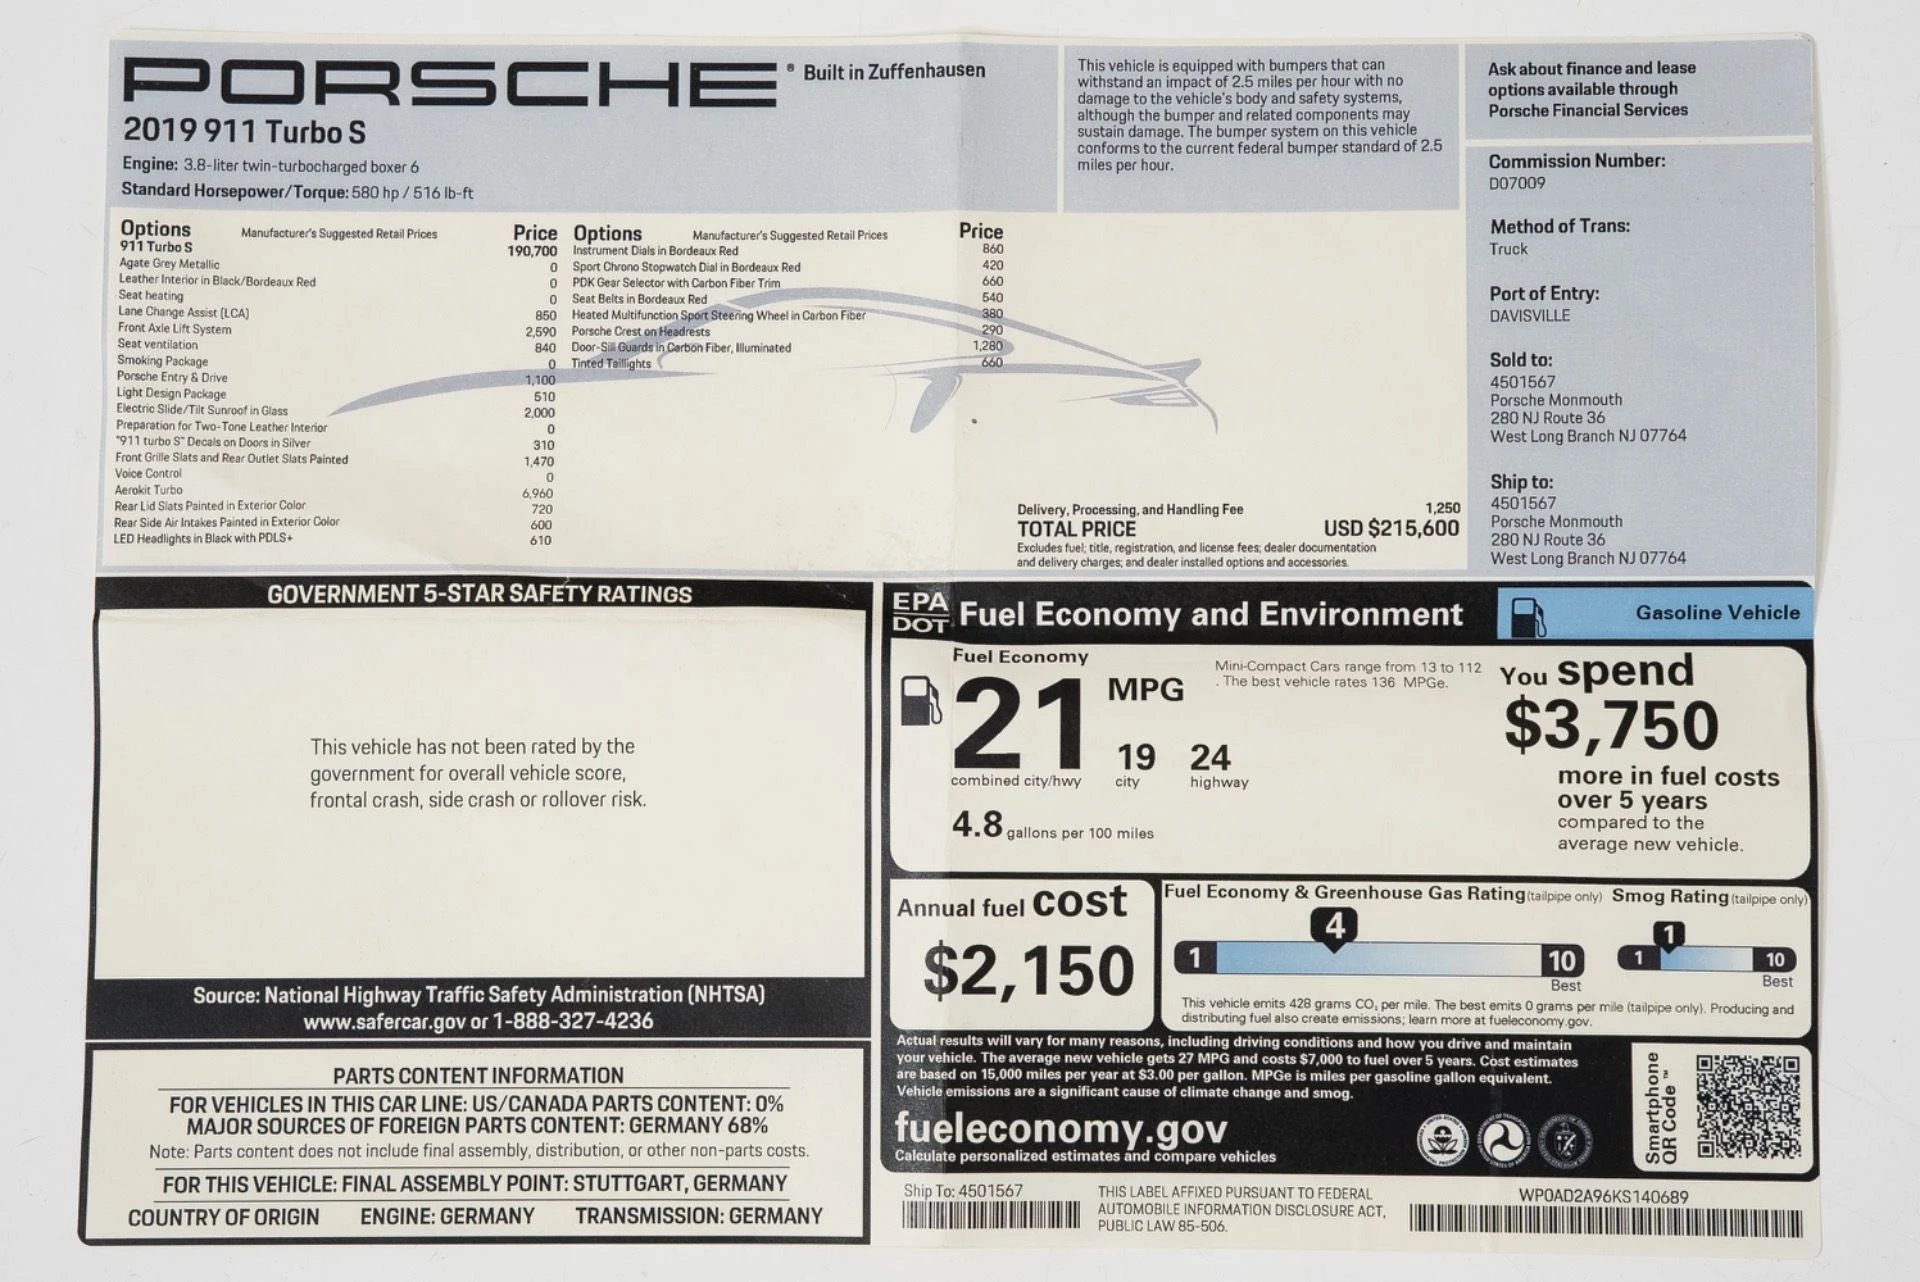 PORSCHE® Built in Zuffenhausen
2019 911 Turbo S
Engine: 3.8-liter twin-turbocharged boxer 6
Standard Horsepower/Torque: 580 hp / 516 lb-ft
This vehicle is equipped with bumpers that can
withstand an impact of 2.5 miles per hour with no
damage to the vehicle's body and safety systems,
although the bumper and related components may
sustain damage. The bumper system on this vehicle
conforms to the current federal bumper standard of 2.5
miles per hour.
Ask about finance and lease
options available through
Porsche Financial Services
Commission Number:
D07009
Method of Trans:
Truck
Port of Entry:
DAVISVILLE
Sold to:
4501567
Porsche Monmouth
280 NJ Route 36
West Long Branch NJ 07764
Ship to:
4501567
Porsche Monmouth
280 NJ Route 36
West Long Branch NJ 07764
Options Manufacturer's Suggested Retail Prices Price
911 Turbo S 190,700
Agate Grey Metallic 0
Leather Interior in Black/Bordeaux Red 0
Seat heating 0
Lane Change Assist (LCA) 850
Front Axle Lift System 2,590
Seat ventilation 840
Smoking Package 0
Porsche Entry & Drive 1,100
Light Design Package 510
Electric Slide/Tilt Sunroof in Glass 2,000
Preparation for Two-Tone Leather Interior 0
"911 turbo S" Decals on Doors in Silver 310
Front Grille Slats and Rear Outlet Slats Painted 1,470
Voice Control 0
Aerokit Turbo 6,960
Rear Lid Slats Painted in Exterior Color 720
Rear Side Air Intakes Painted in Exterior Color 600
LED Headlights in Black with PDLS+ 610
Options Manufacturer's Suggested Retail Prices Price
Instrument Dials in Bordeaux Red 860
Sport Chrono Stopwatch Dial in Bordeaux Red 420
PDK Gear Selector with Carbon Fiber Trim 660
Seat Belts in Bordeaux Red 540
Heated Multifunction Sport Steering Wheel in Carbon Fiber 380
Porsche Crest on Headrests 290
Door-Sill Guards in Carbon Fiber, Illuminated 1,280
Tinted Taillights 660
Delivery, Processing, and Handling Fee 1,250
TOTAL PRICE USD $215,600
Excludes fuel; title, registration, and license fees; dealer documentation
and delivery charges; and dealer installed options and accessories.
GOVERNMENT 5-STAR SAFETY RATINGS
This vehicle has not been rated by the
government for overall vehicle score,
frontal crash, side crash or rollover risk.
Source: National Highway Traffic Safety Administration (NHTSA)
www.safercar.gov or 1-888-327-4236
PARTS CONTENT INFORMATION
FOR VEHICLES IN THIS CAR LINE: US/CANADA PARTS CONTENT: 0%
MAJOR SOURCES OF FOREIGN PARTS CONTENT: GERMANY 68%
Note: Parts content does not include final assembly, distribution, or other non-parts costs.
FOR THIS VEHICLE: FINAL ASSEMBLY POINT: STUTTGART, GERMANY
COUNTRY OF ORIGIN ENGINE: GERMANY TRANSMISSION: GERMANY
EPA
DOT
Fuel Economy and Environment
Gasoline Vehicle
Fuel Economy
21 MPG
combined city/hwy
19
city
24
highway
4.8 gallons per 100 miles
Mini-Compact Cars range from 13 to 112
. The best vehicle rates 136 MPGe.
You spend
$3,750
more in fuel costs
over 5 years
compared to the
average new vehicle.
Annual fuel cost
$2,150
Fuel Economy & Greenhouse Gas Rating (tailpipe only)
4
1 10
Best
Smog Rating (tailpipe only)
1
1 10
Best
This vehicle emits 428 grams CO₂ per mile. The best emits 0 grams per mile (tailpipe only). Producing and
distributing fuel also create emissions; learn more at fueleconomy.gov.
Actual results will vary for many reasons, including driving conditions and how you drive and maintain
your vehicle. The average new vehicle gets 27 MPG and costs $7,000 to fuel over 5 years. Cost estimates
are based on 15,000 miles per year at $3.00 per gallon. MPGe is miles per gasoline gallon equivalent.
Vehicle emissions are a significant cause of climate change and smog.
fueleconomy.gov
Calculate personalized estimates and compare vehicles
Smartphone
QR Code™
Ship To: 4501567
THIS LABEL AFFIXED PURSUANT TO FEDERAL
AUTOMOBILE INFORMATION DISCLOSURE ACT,
PUBLIC LAW 85-506.
WP0AD2A96KS140689